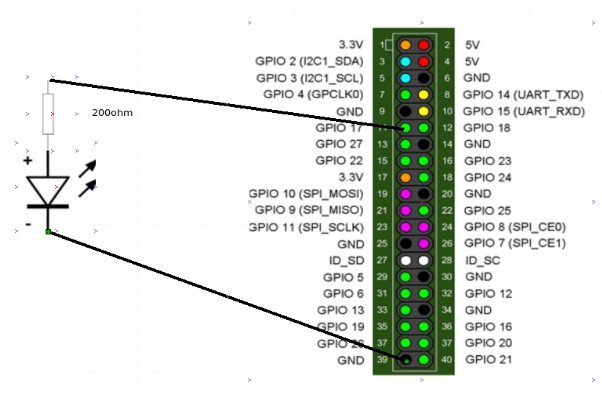 3.3V 1 2 5V
GPIO 2 (I2C1_SDA) 3 4 5V
GPIO 3 (I2C1_SCL) 5 6 GND
GPIO 4 (GPCLK0) 7 8 GPIO 14 (UART_TXD)
200ohm
GND 9 10 GPIO 15 (UART_RXD)
GPIO 17 11 12 GPIO 18
GPIO 27 13 14 GND
+
GPIO 22 15 16 GPIO 23
3.3V 17 18 GPIO 24
GPIO 10 (SPI_MOSI) 19 20 GND
GPIO 9 (SPI_MISO) 21 22 GPIO 25
-
GPIO 11 (SPI_SCLK) 23 24 GPIO 8 (SPI_CE0)
GND 25 26 GPIO 7 (SPI_CE1)
ID_SD 27 28 ID_SC
GPIO 5 29 30 GND
GPIO 6 31 32 GPIO 12
GPIO 13 33 34 GND
GPIO 19 35 36 GPIO 16
GPIO 26 37 37 GPIO 20
GND 39 40 GPIO 21